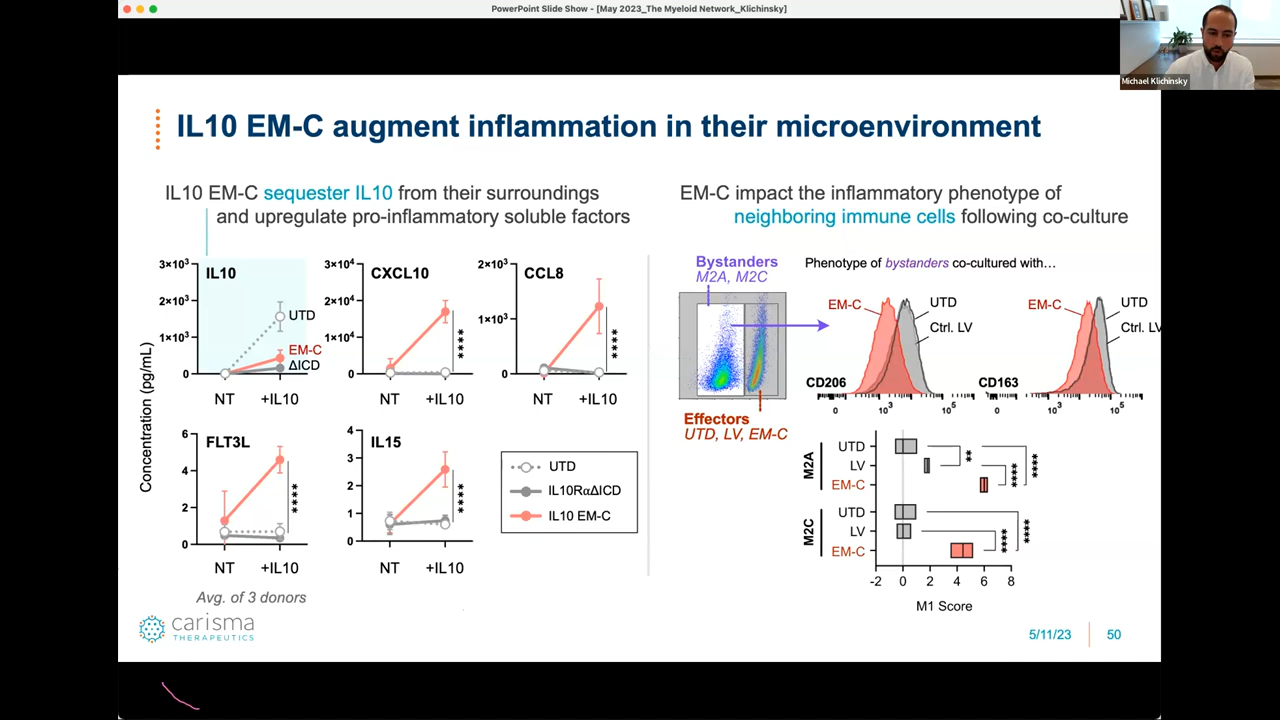 PowerPoint Slide Show - [May 2023_The Myeloid Network_Klichinsky]
Michael Klichinsky
IL10 EM-C augment inflammation in their microenvironment
IL10 EM-C sequester IL10 from their surroundings
and upregulate pro-inflammatory soluble factors
Concentration (pg/mL)
IL10
3×10³
2×10³
1×10³
0
UTD
EM-C
ΔICD
NT +IL10
CXCL10
3×10⁴
2×10⁴
1×10⁴
0
****
NT +IL10
CCL8
2×10³
1×10³
0
****
NT +IL10
FLT3L
6
4
2
0
****
NT +IL10
IL15
4
3
2
1
0
****
NT +IL10
UTD
IL10RαΔICD
IL10 EM-C
Avg. of 3 donors
EM-C impact the inflammatory phenotype of
neighboring immune cells following co-culture
Bystanders
M2A, M2C
Effectors
UTD, LV, EM-C
Phenotype of bystanders co-cultured with…
EM-C
UTD
Ctrl. LV
CD206
0 10³ 10⁵
EM-C
UTD
Ctrl. LV
CD163
0 10³ 10⁵
M2A
UTD
LV
EM-C
**
****
****
M2C
UTD
LV
EM-C
****
****
-2 0 2 4 6 8
M1 Score
carisma
THERAPEUTICS
5/11/23 50